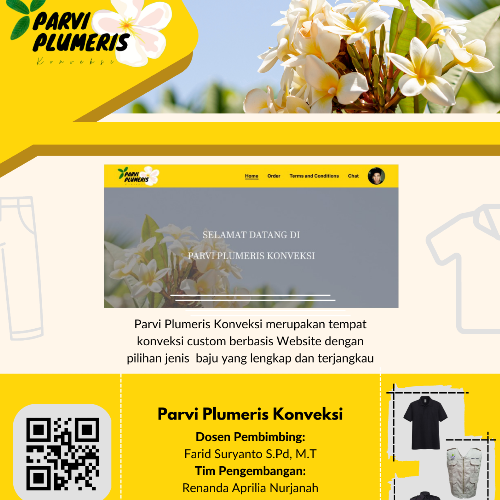 PARVI
PLUMERIS
Konveksi
PARVI
PLUMERIS
Home Order Terms and Conditions Chat
SELAMAT DATANG DI
PARVI PLUMERIS KONVEKSI
Parvi Plumeris Konveksi merupakan tempat
konveksi custom berbasis Website dengan
pilihan jenis baju yang lengkap dan terjangkau
Parvi Plumeris Konveksi
Dosen Pembimbing:
Farid Suryanto S.Pd, M.T
Tim Pengembangan:
Renanda Aprilia Nurjanah